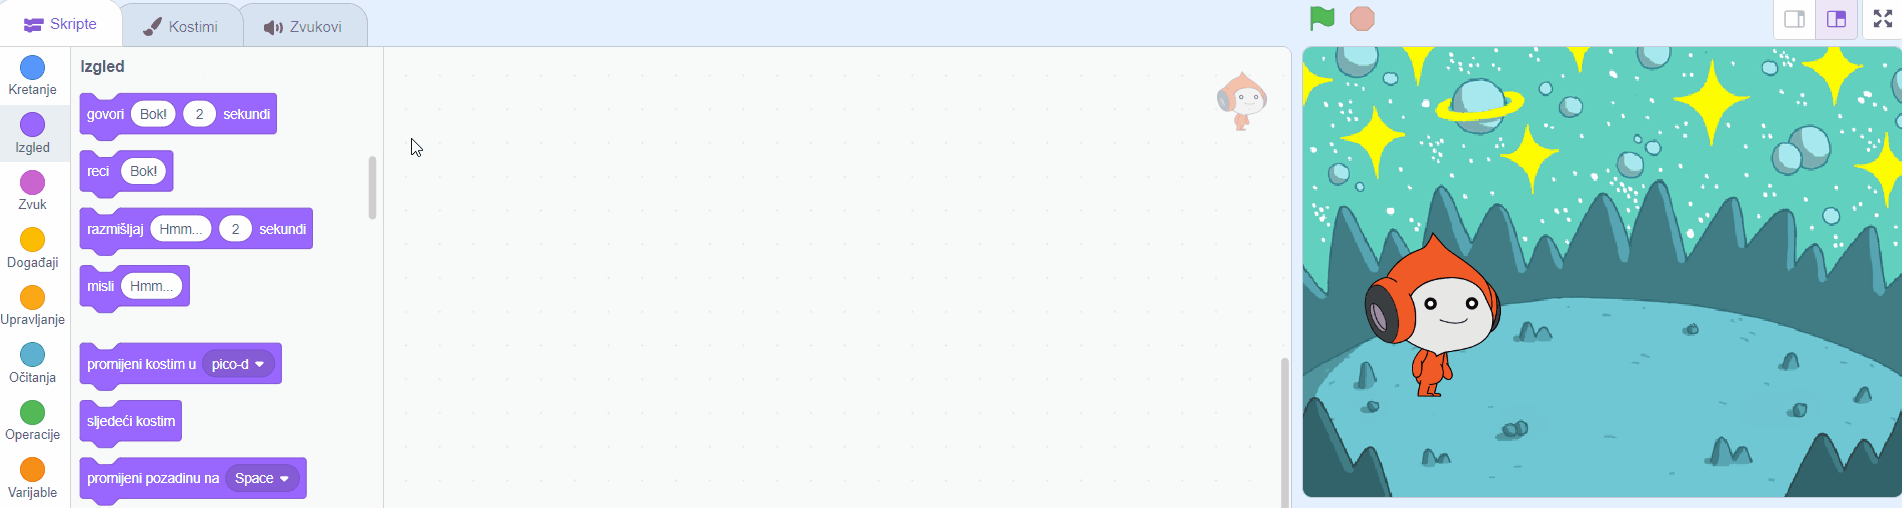 Skripte
Kostimi
Zvukovi
Kretanje
Izgled
Zvuk
Događaji
Upravljanje
Očitanja
Operacije
Varijable
Izgled
govori Bok! 2 sekundi
reci Bok!
razmišljaj Hmm... 2 sekundi
misli Hmm...
promijeni kostim u pico-d
sljedeći kostim
promijeni pozadinu na Space